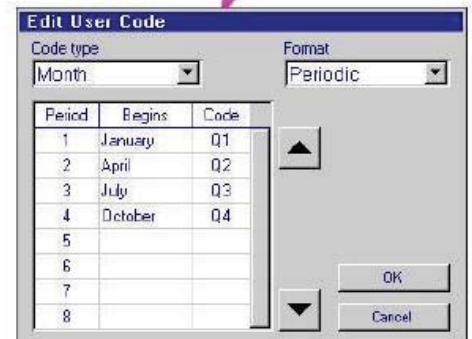 Edit User Code
Code type Format
Month Periodic
Period Begins Code
1 January Q1
2 April Q2
3 July Q3
4 October Q4
5
6
7
8
OK
Cancel